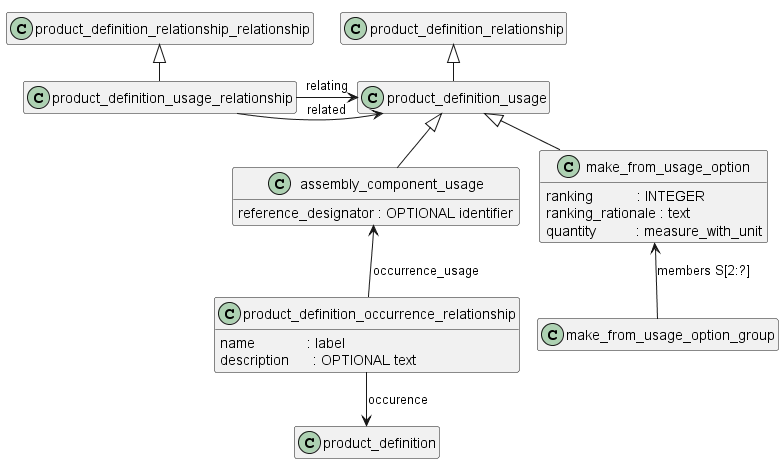 C product_definition_relationship_relationship
C product_definition_relationship
C product_definition_usage_relationship
relating
related
C product_definition_usage
C assembly_component_usage
reference_designator : OPTIONAL identifier
C make_from_usage_option
ranking : INTEGER
ranking_rationale : text
quantity : measure_with_unit
occurrence_usage
members S[2:?]
C product_definition_occurrence_relationship
name : label
description : OPTIONAL text
C make_from_usage_option_group
occurence
C product_definition